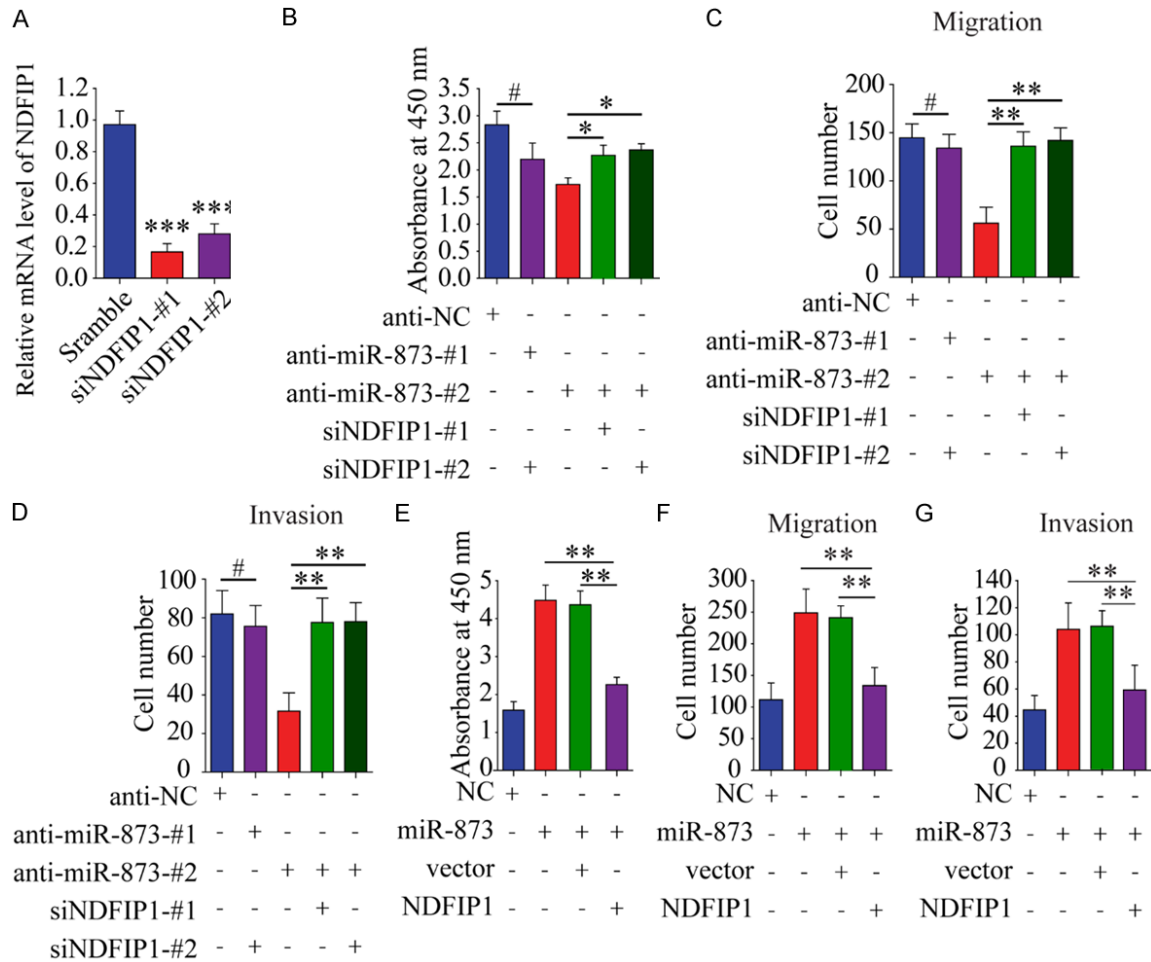 A
Relative mRNA level of NDFIP1
1.2
1.0
0.8
0.6
0.4
0.2
0.0
***
***
Sramble
siNDFIP1-#1
siNDFIP1-#2
B
Absorbance at 450 nm
3.5
3.0
2.5
2.0
1.5
1.0
0.5
0.0
#
*
*
anti-NC + - - - -
anti-miR-873-#1 - + - - -
anti-miR-873-#2 - - + + +
siNDFIP1-#1 - - - + -
siNDFIP1-#2 - + - - +
C
Migration
Cell number
200
150
100
50
0
#
**
**
anti-NC + - - - -
anti-miR-873-#1 - + - - -
anti-miR-873-#2 - - + + +
siNDFIP1-#1 - - - + -
siNDFIP1-#2 - + - - +
D
Invasion
Cell number
100
80
60
40
20
0
#
**
**
anti-NC + - - - -
anti-miR-873-#1 - + - - -
anti-miR-873-#2 - - + + +
siNDFIP1-#1 - - - + -
siNDFIP1-#2 - + - - +
E
Absorbance at 450 nm
5
4
3
2
1
0
**
**
NC + - - -
miR-873 - + + +
vector - - + -
NDFIP1 - - - +
F
Migration
Cell number
300
250
200
150
100
50
0
**
**
NC + - - -
miR-873 - + + +
vector - - + -
NDFIP1 - - - +
G
Invasion
Cell number
140
120
100
80
60
40
20
0
**
**
NC + - - -
miR-873 - + + +
vector - - + -
NDFIP1 - - - +